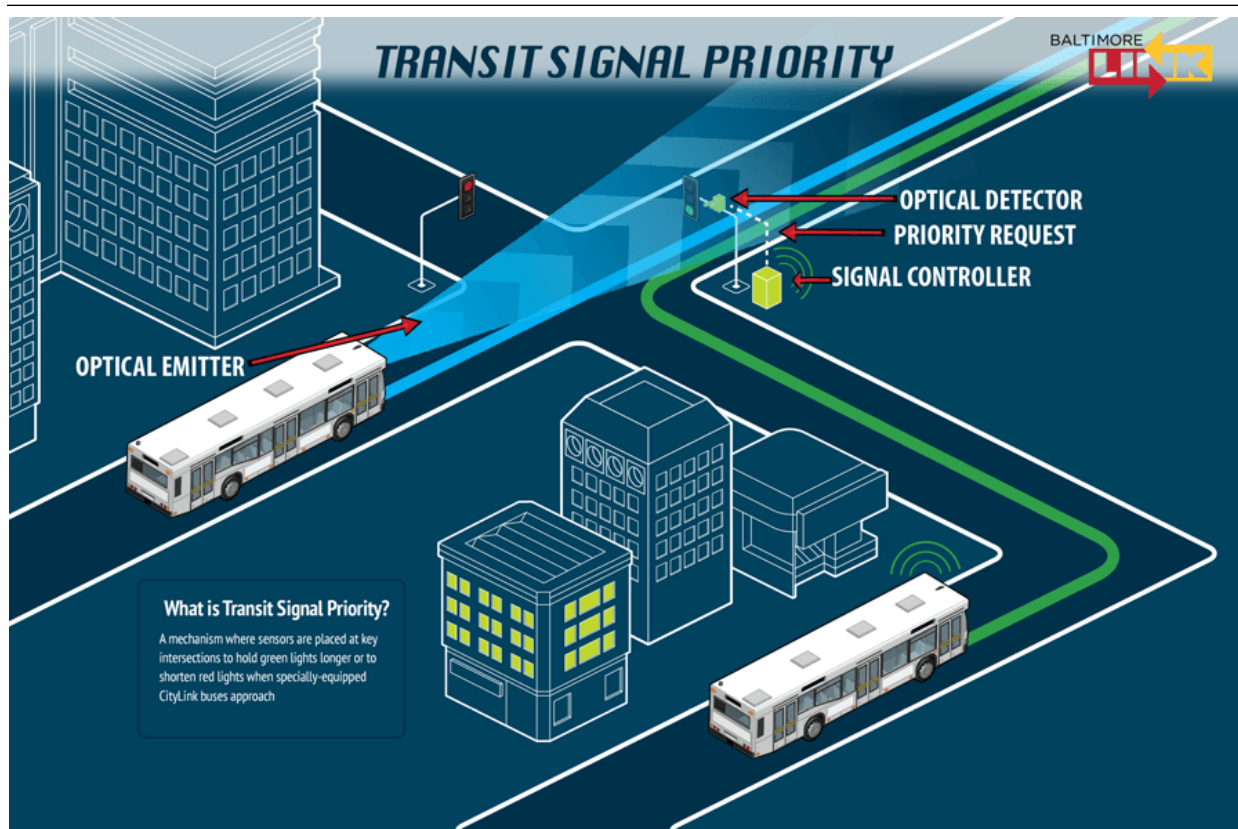 TRANSIT SIGNAL PRIORITY
BALTIMORE
LINK
OPTICAL DETECTOR
PRIORITY REQUEST
SIGNAL CONTROLLER
OPTICAL EMITTER
What is Transit Signal Priority?
A mechanism where sensors are placed at key
intersections to hold green lights longer or to
shorten red lights when specially-equipped
CityLink buses approach